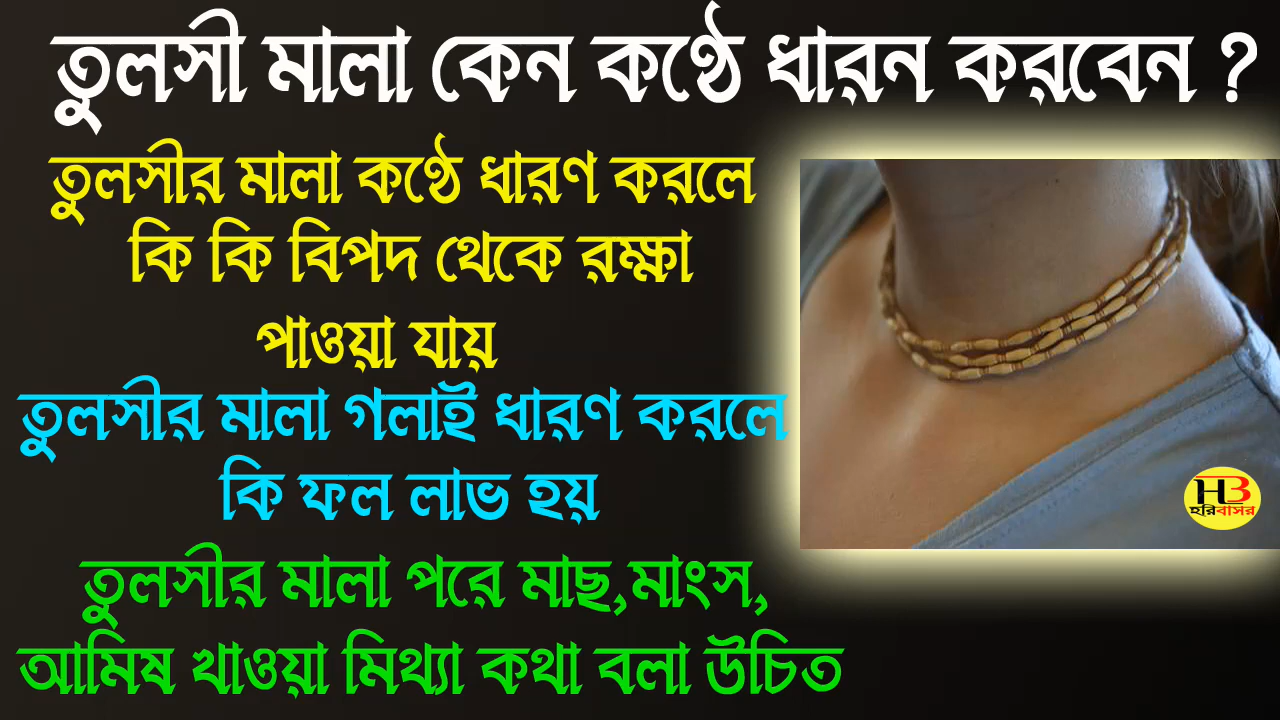 তুলসী মালা কেন কণ্ঠে ধারন করবেন ?
তুলসীর মালা কণ্ঠে ধারণ করলে
কি কি বিপদ থেকে রক্ষা
পাওয়া যায়
তুলসীর মালা গলাই ধারণ করলে
কি ফল লাভ হয়
তুলসীর মালা পরে মাছ,মাংস,
আমিষ খাওয়া মিথ্যা কথা বলা উচিত
HB
হরিবাসর